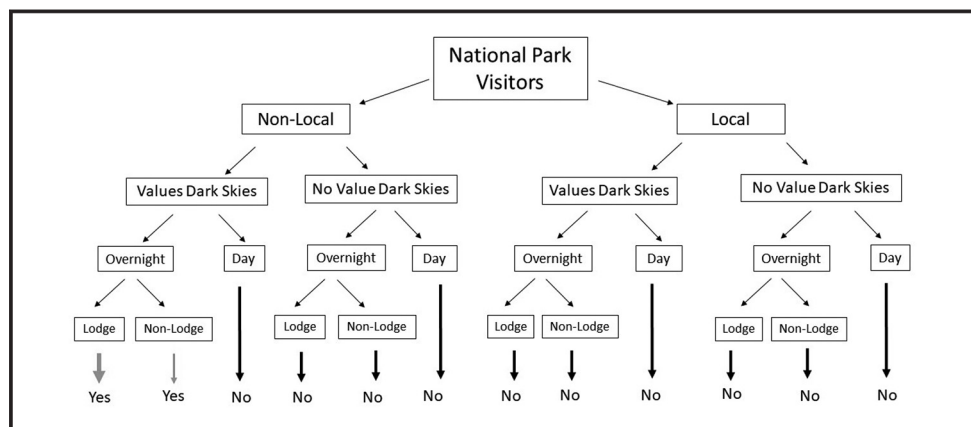 National Park
Visitors
Non-Local
Local
Values Dark Skies
No Value Dark Skies
Values Dark Skies
No Value Dark Skies
Overnight
Day
Overnight
Day
Overnight
Day
Overnight
Day
Lodge
Non-Lodge
Lodge
Non-Lodge
Lodge
Non-Lodge
Lodge
Non-Lodge
Yes
Yes
No
No
No
No
No
No
No
No
No
No